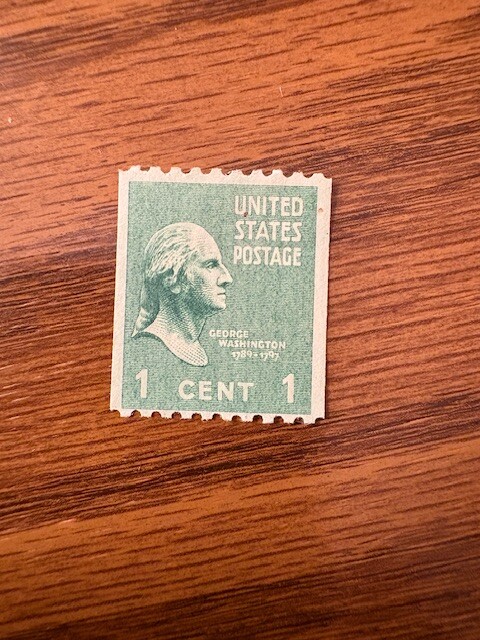 UNITED
STATES
POSTAGE
GEORGE
WASHINGTON
1789-1797
1 CENT 1